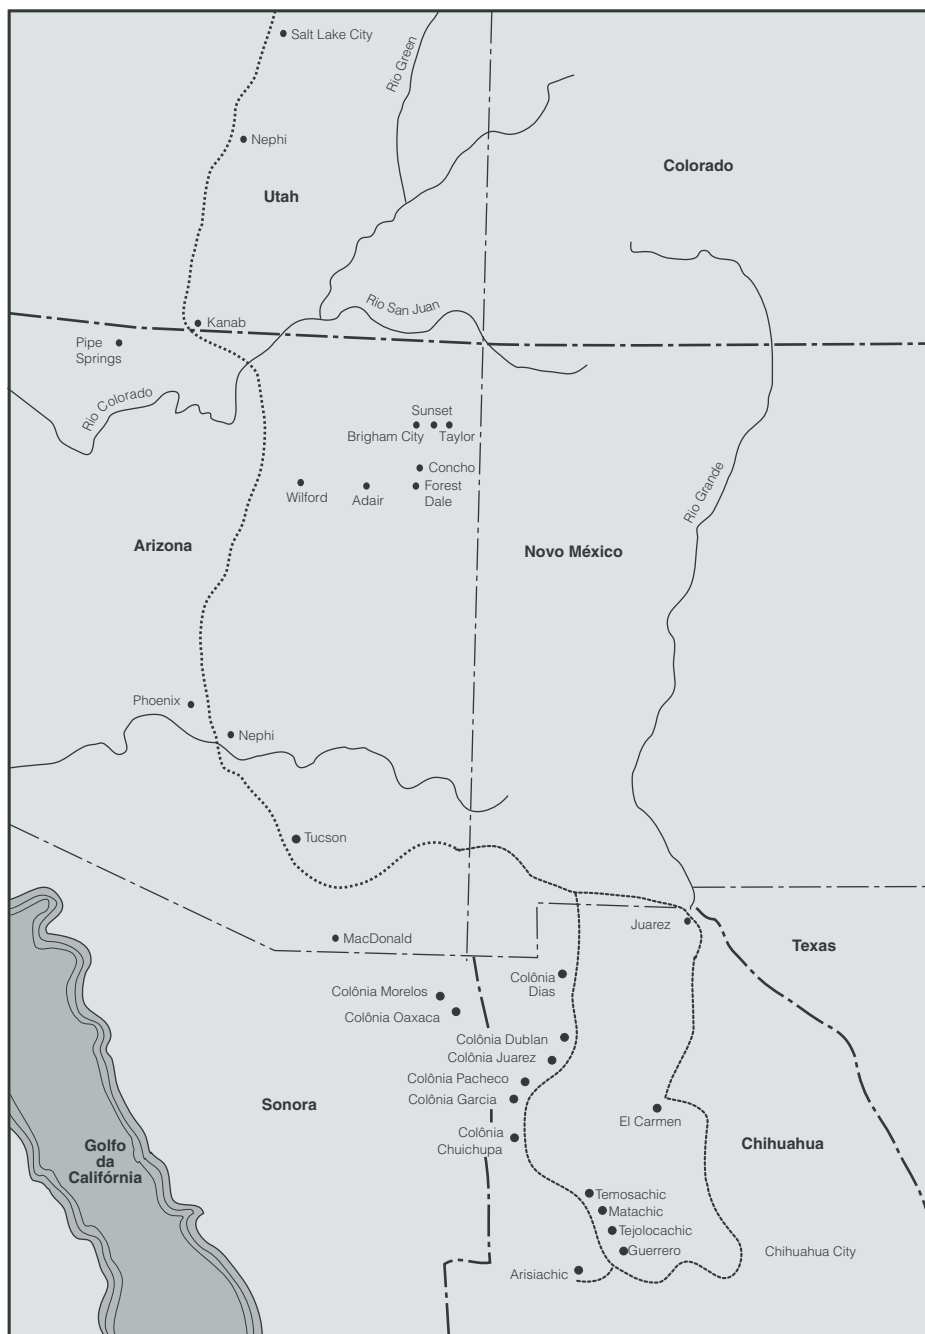 Salt Lake City
Rio Green
Nephi
Colorado
Utah
Rio San Juan
Kanab
Pipe
Springs
Rio Colorado
Sunset
Brigham City
Taylor
Concho
Wilford
Adair
Forest
Dale
Rio Grande
Arizona
Novo México
Phoenix
Nephi
Tucson
Juarez
MacDonald
Texas
Colônia
Dias
Colônia Morelos
Colônia Oaxaca
Colônia Dublan
Colônia Juarez
Colônia Pacheco
Colônia Garcia
Sonora
El Carmen
Colônia
Chuichupa
Chihuahua
Golfo
da
Califórnia
Temosachic
Matachic
Tejolocachic
Guerrero
Chihuahua City
Arisiachic